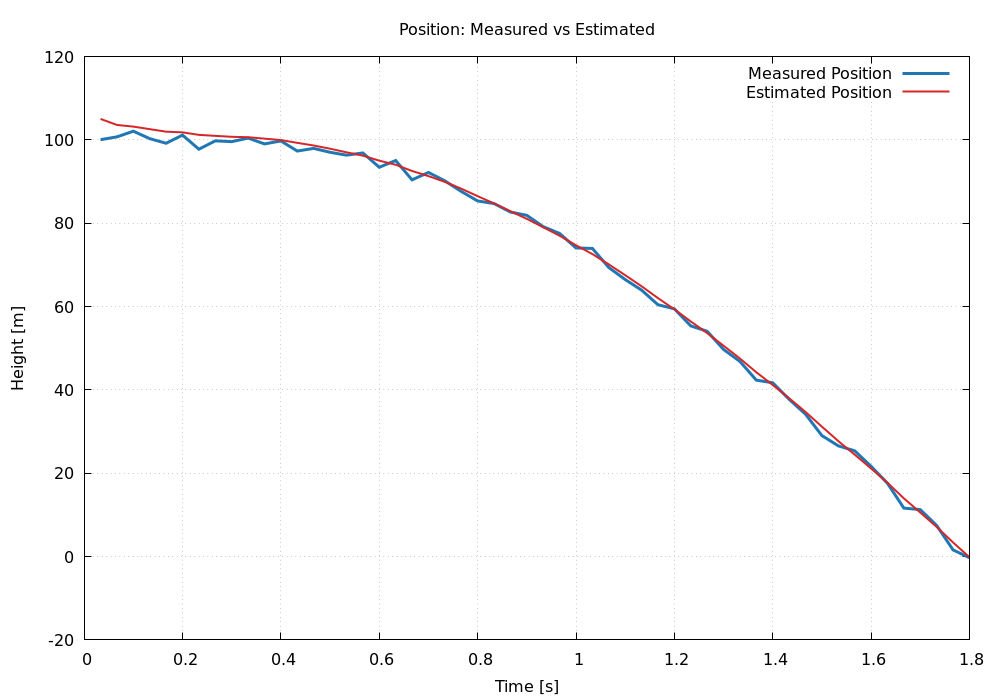 Position: Measured vs Estimated
Measured Position
Estimated Position
120
100
80
60
40
20
0
-20
Height [m]
0 0.2 0.4 0.6 0.8 1 1.2 1.4 1.6 1.8
Time [s]